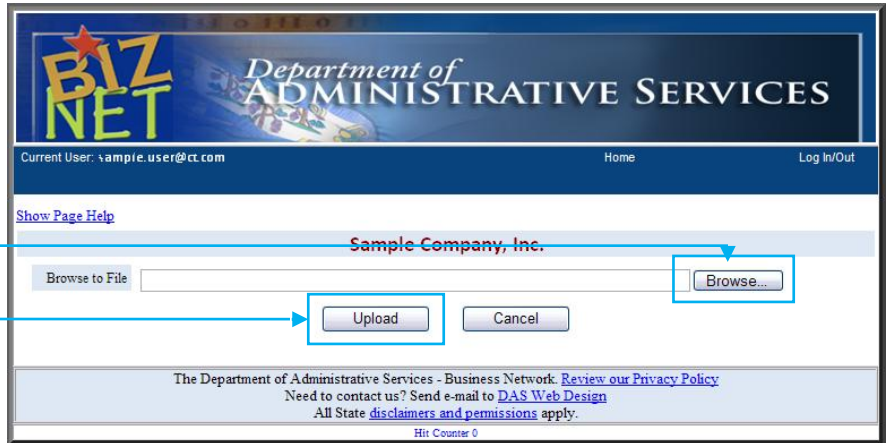 BIZ
NET
Department of
ADMINISTRATIVE SERVICES
Current User: sample.user@ct.com
Home
Log In/Out
Show Page Help
Sample Company, Inc.
Browse to File
Browse...
Upload
Cancel
The Department of Administrative Services - Business Network. Review our Privacy Policy
Need to contact us? Send e-mail to DAS Web Design
All State disclaimers and permissions apply.
Hit Counter 0